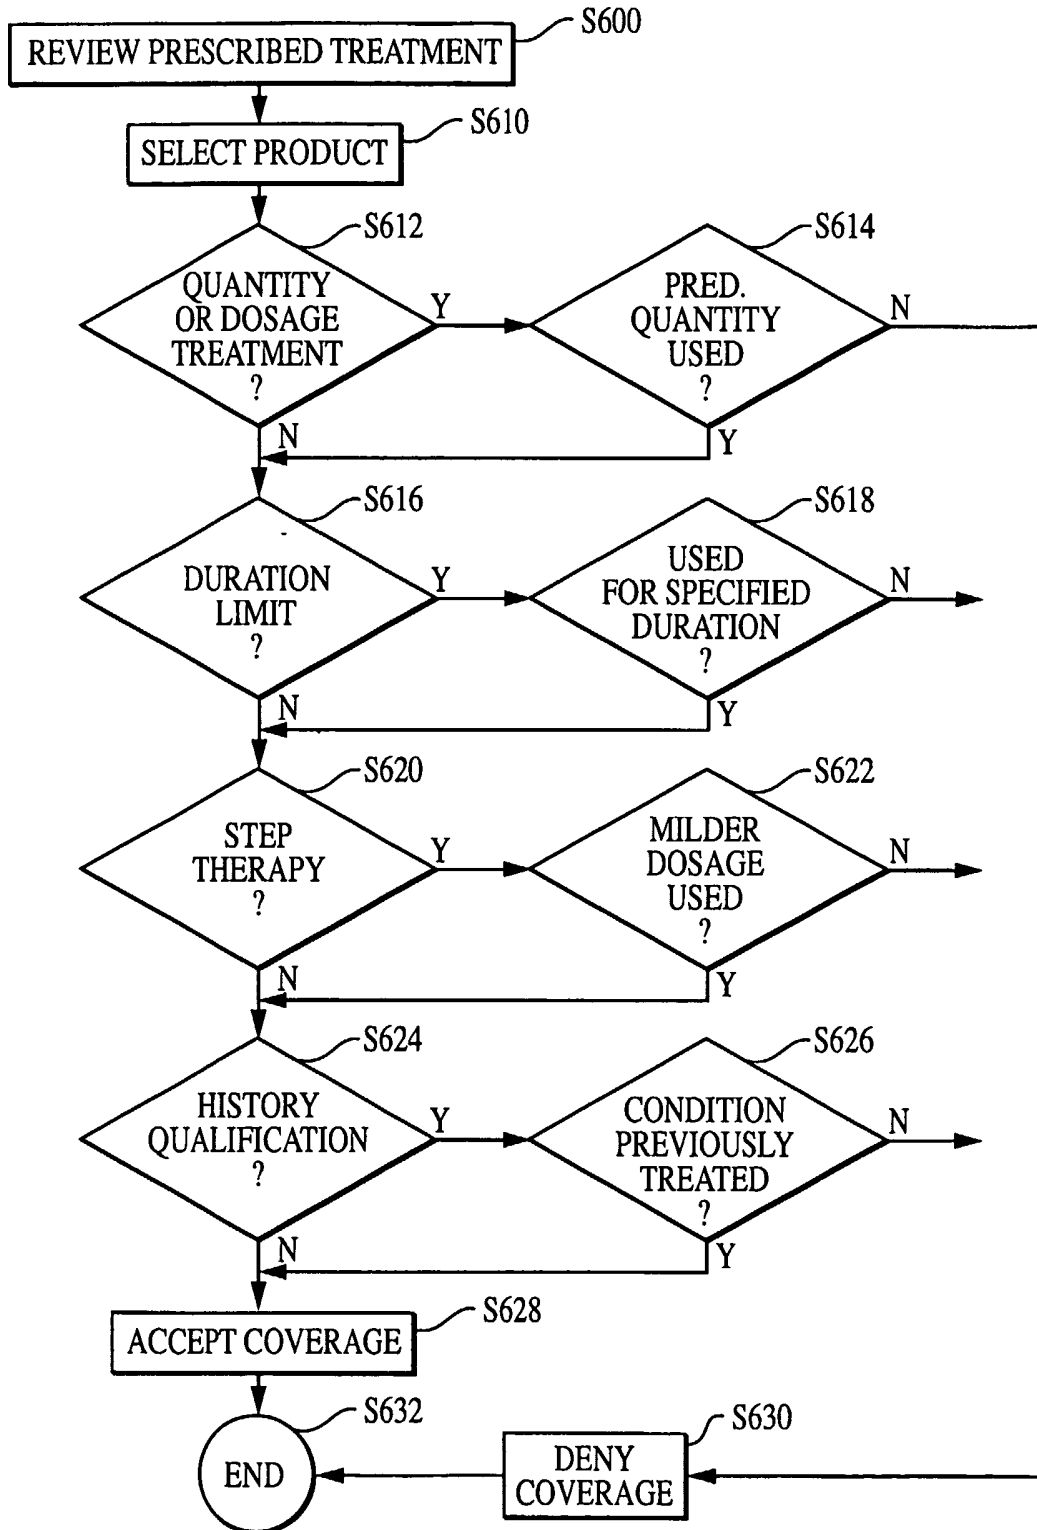 S600
REVIEW PRESCRIBED TREATMENT
S610
SELECT PRODUCT
S612
QUANTITY
OR DOSAGE
TREATMENT
?
Y
N
S614
PRED.
QUANTITY
USED
?
N
Y
S616
DURATION
LIMIT
?
Y
N
S618
USED
FOR SPECIFIED
DURATION
?
N
Y
S620
STEP
THERAPY
?
Y
N
S622
MILDER
DOSAGE
USED
?
N
Y
S624
HISTORY
QUALIFICATION
?
Y
N
S626
CONDITION
PREVIOUSLY
TREATED
?
N
Y
S628
ACCEPT COVERAGE
S632
END
S630
DENY
COVERAGE